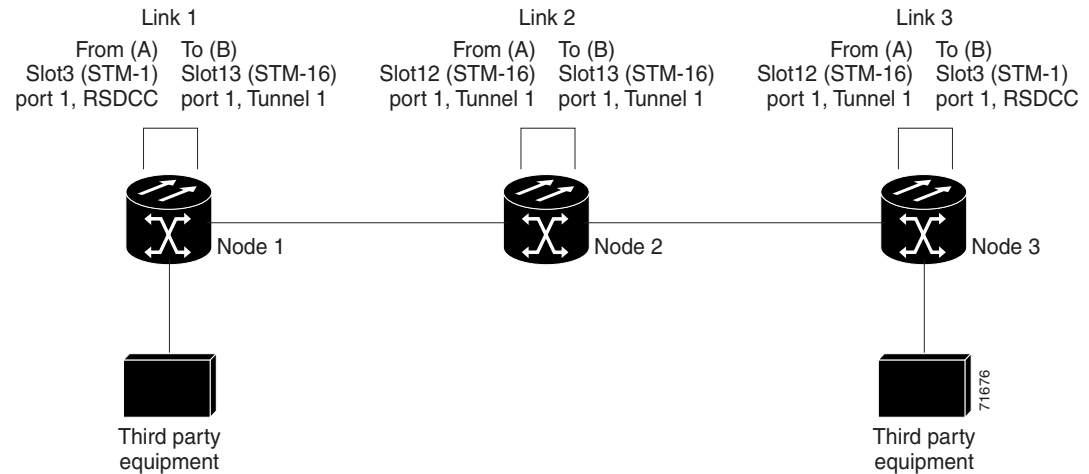 Link 1
From (A) To (B)
Slot3 (STM-1) Slot13 (STM-16)
port 1, RSDCC port 1, Tunnel 1
Link 2
From (A) To (B)
Slot12 (STM-16) Slot13 (STM-16)
port 1, Tunnel 1 port 1, Tunnel 1
Link 3
From (A) To (B)
Slot12 (STM-16) Slot3 (STM-1)
port 1, Tunnel 1 port 1, RSDCC
Node 1
Node 2
Node 3
Third party
equipment
Third party
equipment
71676